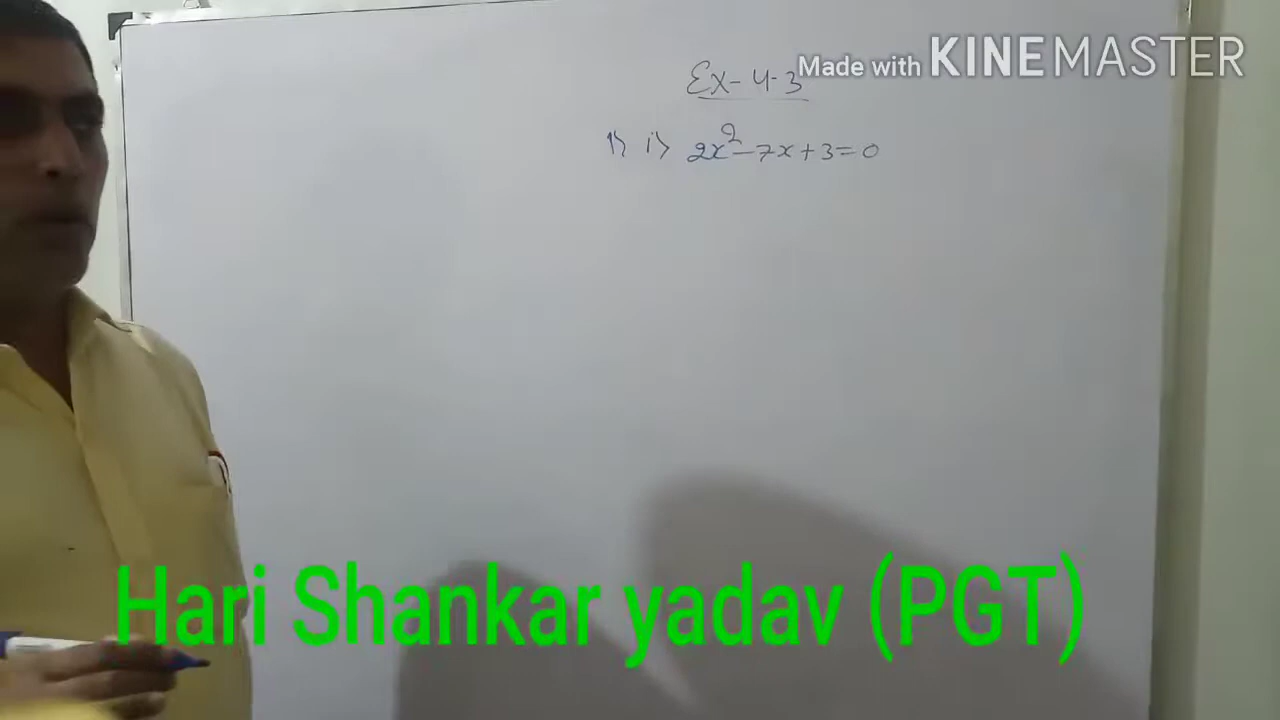 Made with KINEMASTER
Ex-4.3
1) i) 2x²-7x+3=0
Hari Shankar yadav (PGT)